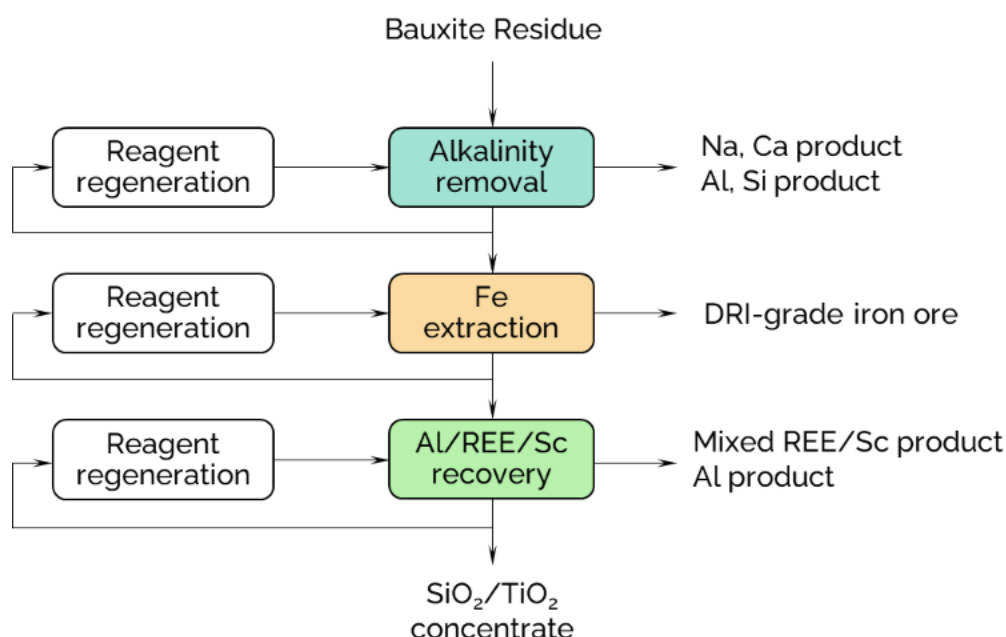 Bauxite Residue
Reagent
regeneration
Alkalinity
removal
Na, Ca product
Al, Si product
Reagent
regeneration
Fe
extraction
DRI-grade iron ore
Reagent
regeneration
Al/REE/Sc
recovery
Mixed REE/Sc product
Al product
SiO₂/TiO₂
concentrate